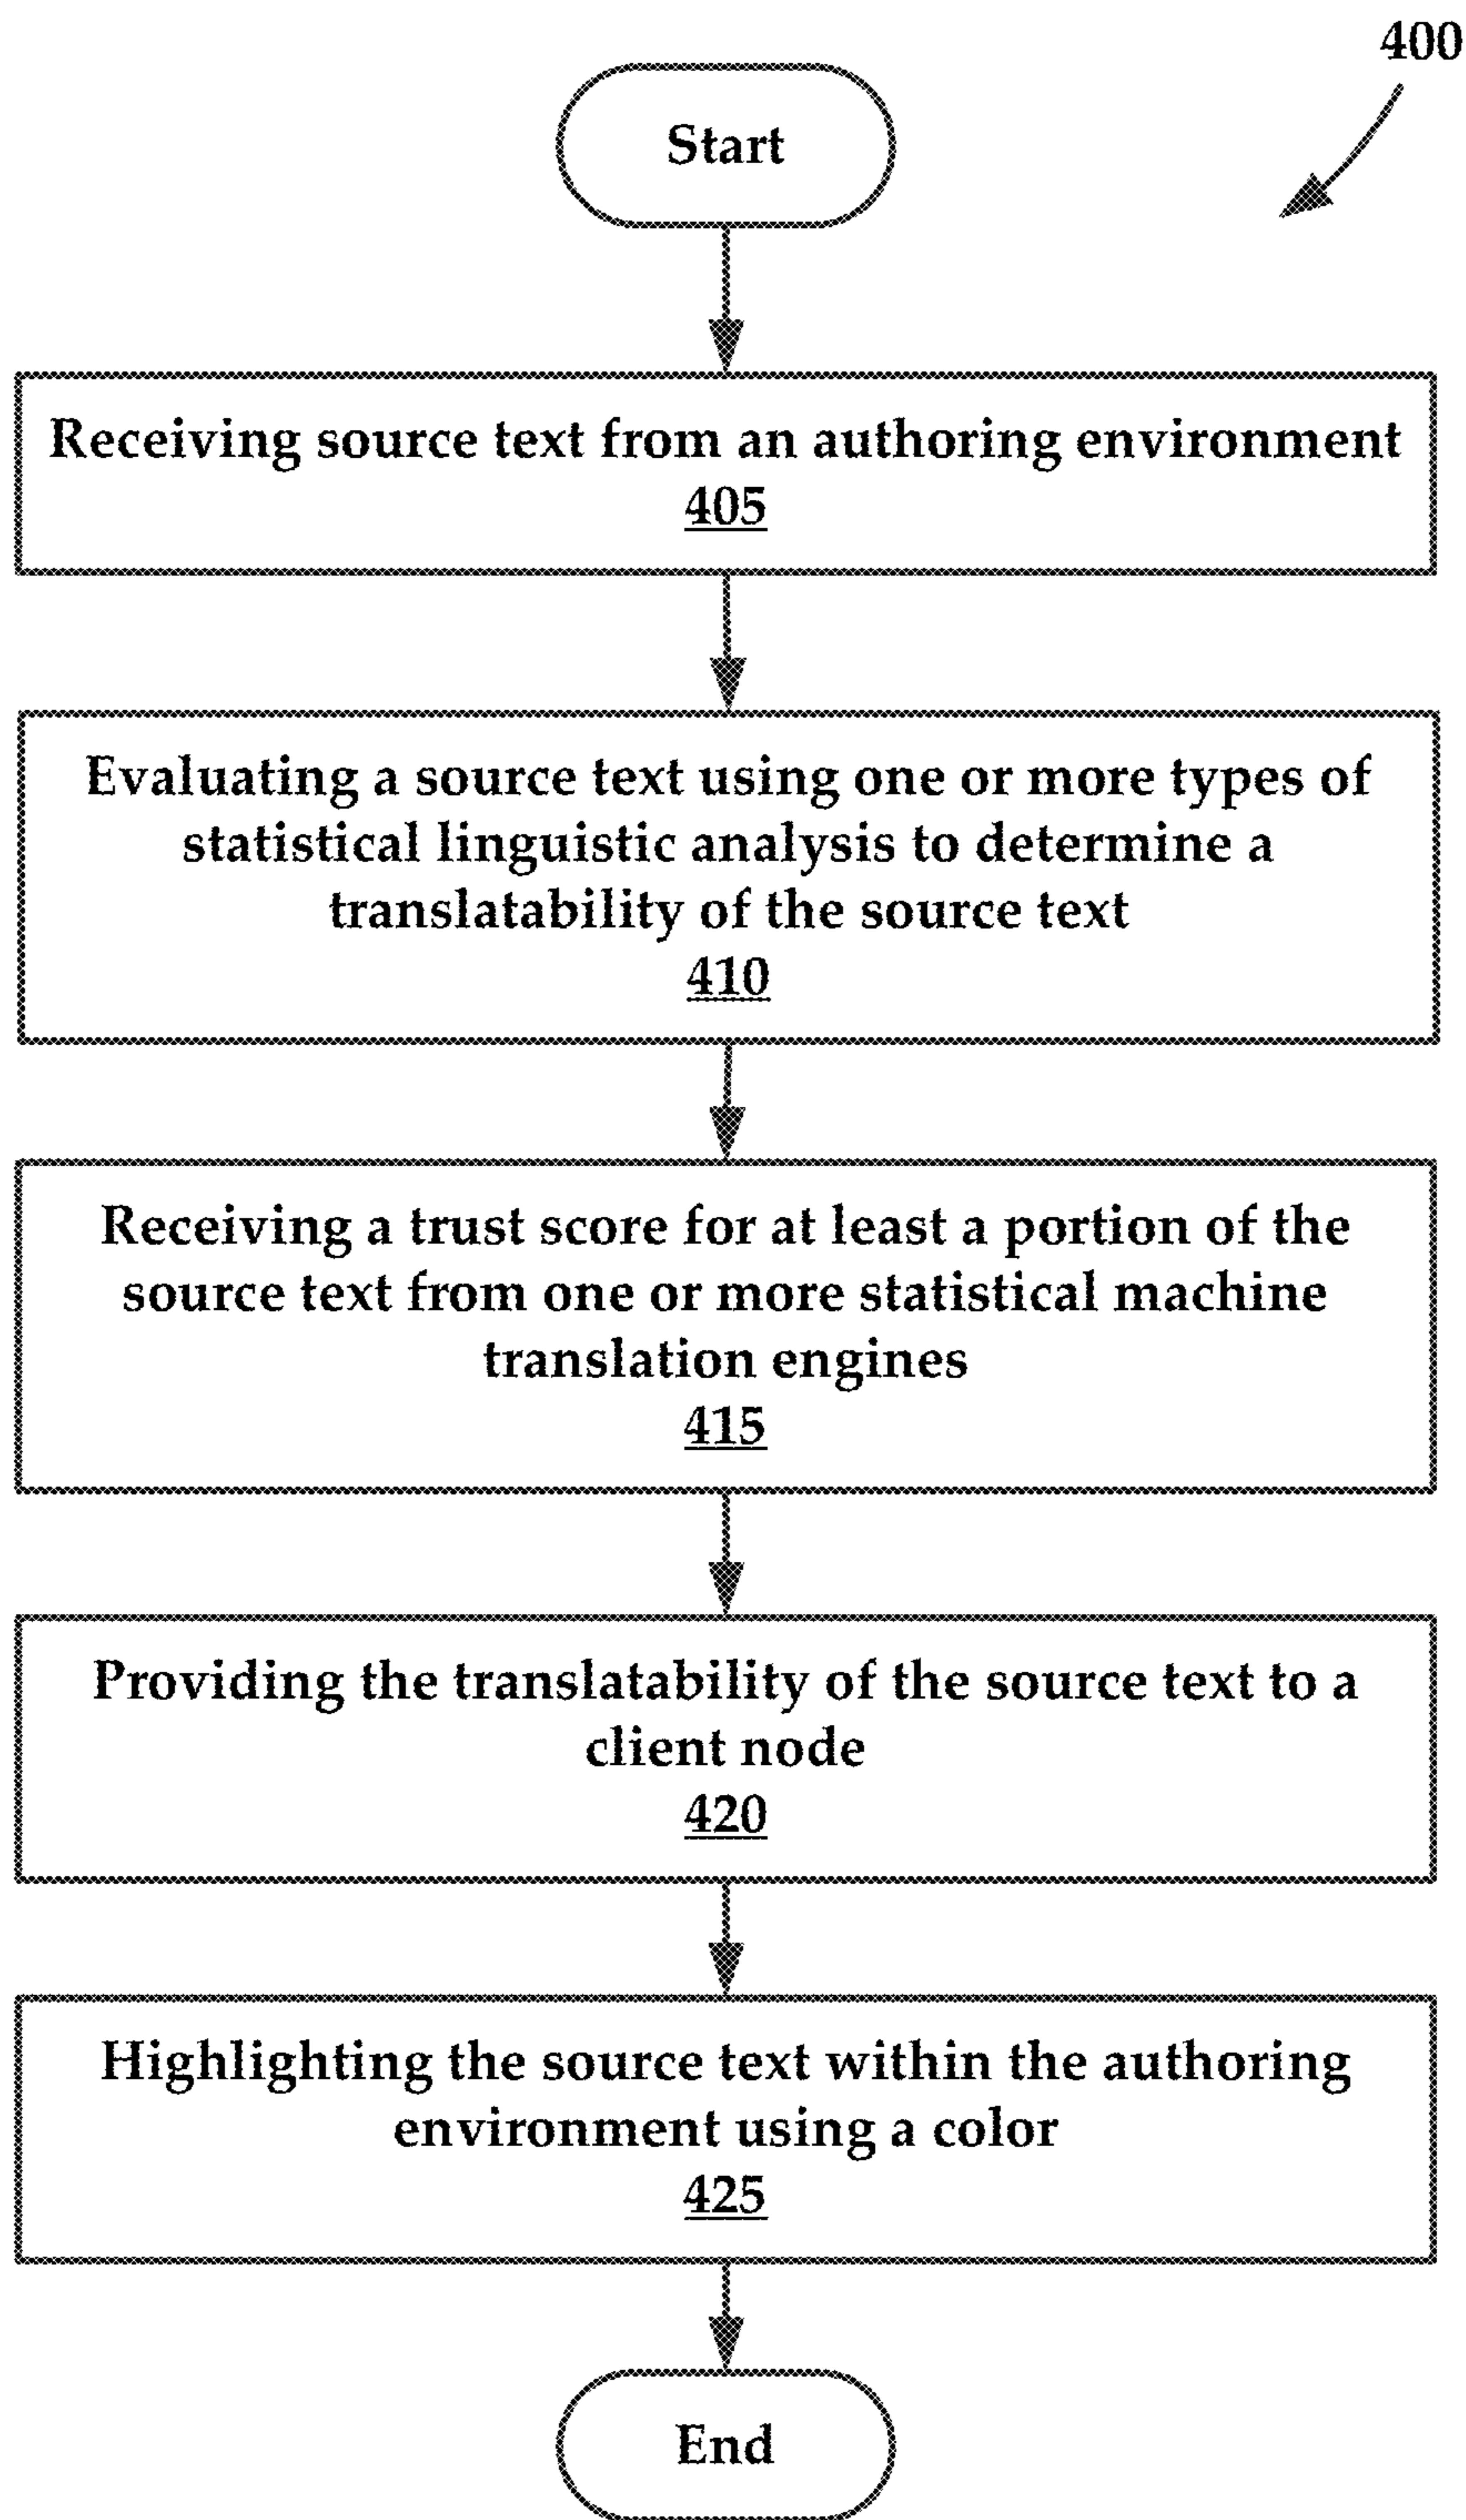 400
Start
Receiving source text from an authoring environment
405
Evaluating a source text using one or more types of
statistical linguistic analysis to determine a
translatability of the source text
410
Receiving a trust score for at least a portion of the
source text from one or more statistical machine
translation engines
415
Providing the translatability of the source text to a
client node
420
Highlighting the source text within the authoring
environment using a color
425
End